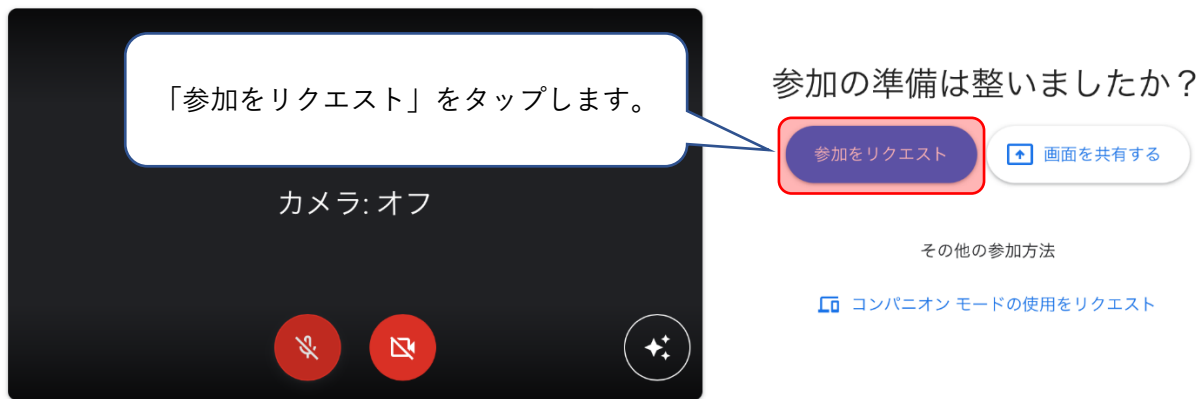 「参加をリクエスト」をタップします。
カメラ: オフ
参加の準備は整いましたか？
参加をリクエスト
画面を共有する
その他の参加方法
コンパニオン モードの使用をリクエスト